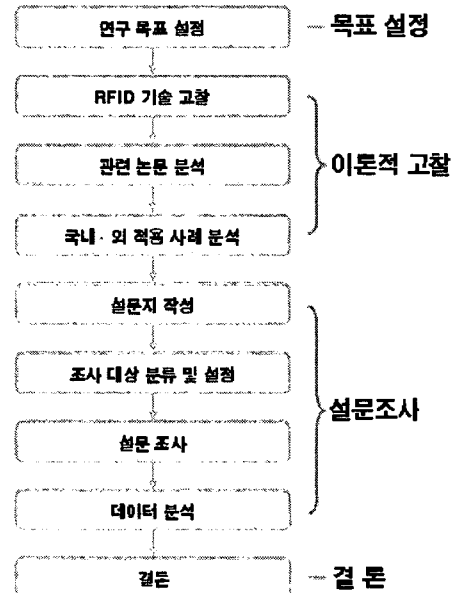 연구 목표 설정
목표 설정
RFID 기술 고찰
관련 논문 분석
이론적 고찰
국내·외 적용 사례 분석
설문지 작성
조사 대상 분류 및 설정
설문조사
설문 조사
데이터 분석
결론
결 론